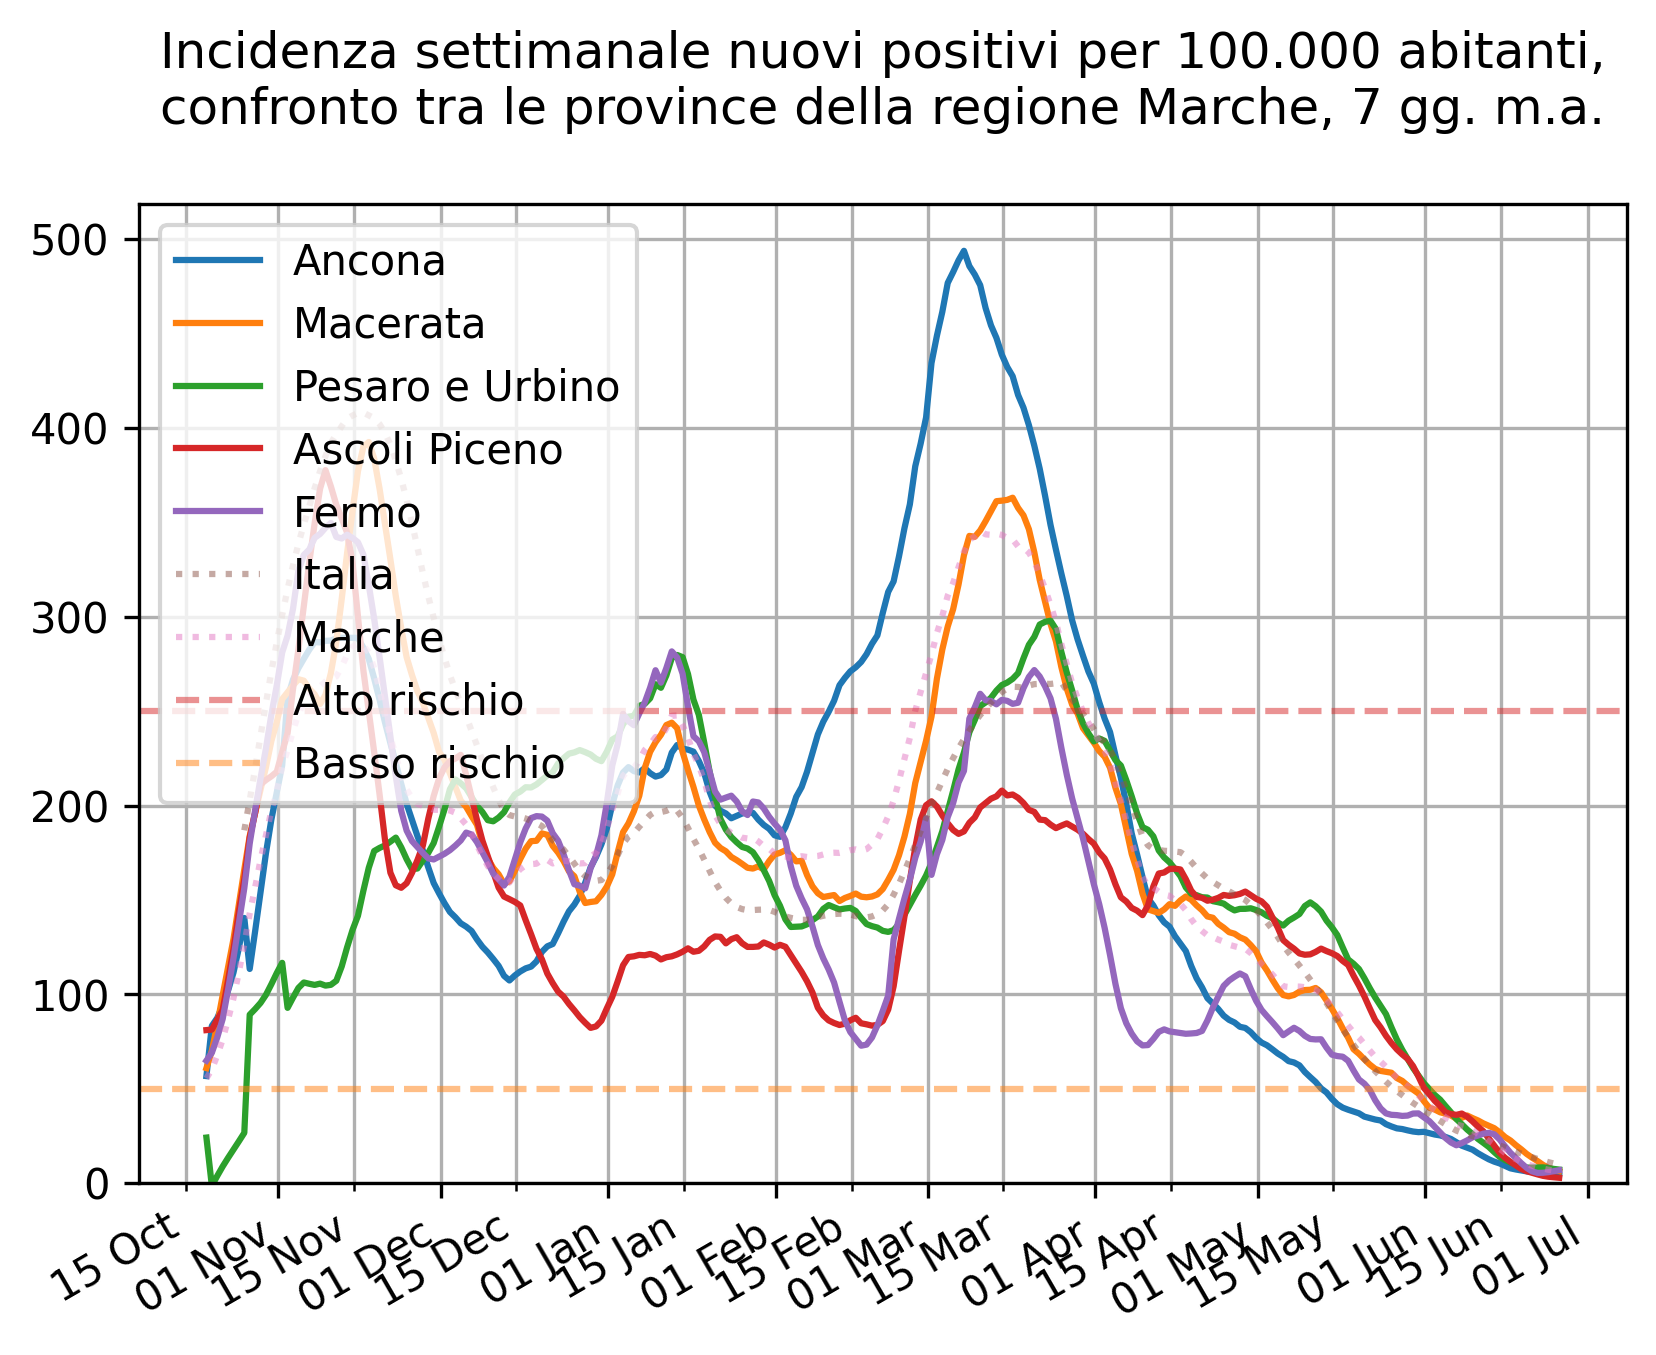 Incidenza settimanale nuovi positivi per 100.000 abitanti,
confronto tra le province della regione Marche, 7 gg. m.a.
500
400
300
200
100
0
Ancona
Macerata
Pesaro e Urbino
Ascoli Piceno
Fermo
Italia
Marche
Alto rischio
Basso rischio
15 Oct
01 Nov
15 Nov
01 Dec
15 Dec
01 Jan
15 Jan
01 Feb
15 Feb
01 Mar
15 Mar
01 Apr
15 Apr
01 May
15 May
01 Jun
15 Jun
01 Jul